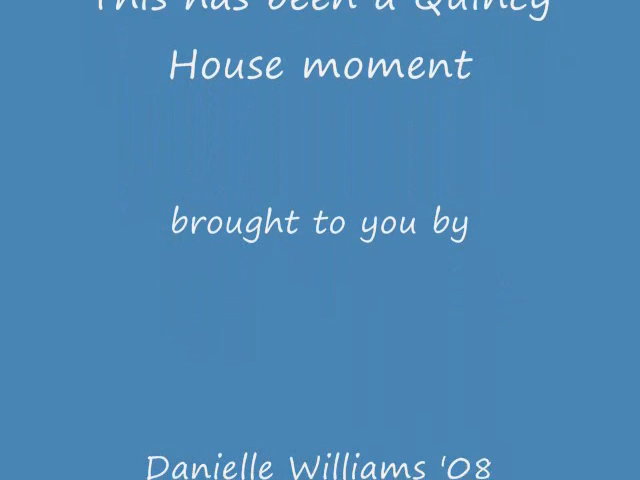 This has been a Quincy
House moment
brought to you by
Danielle Williams '08